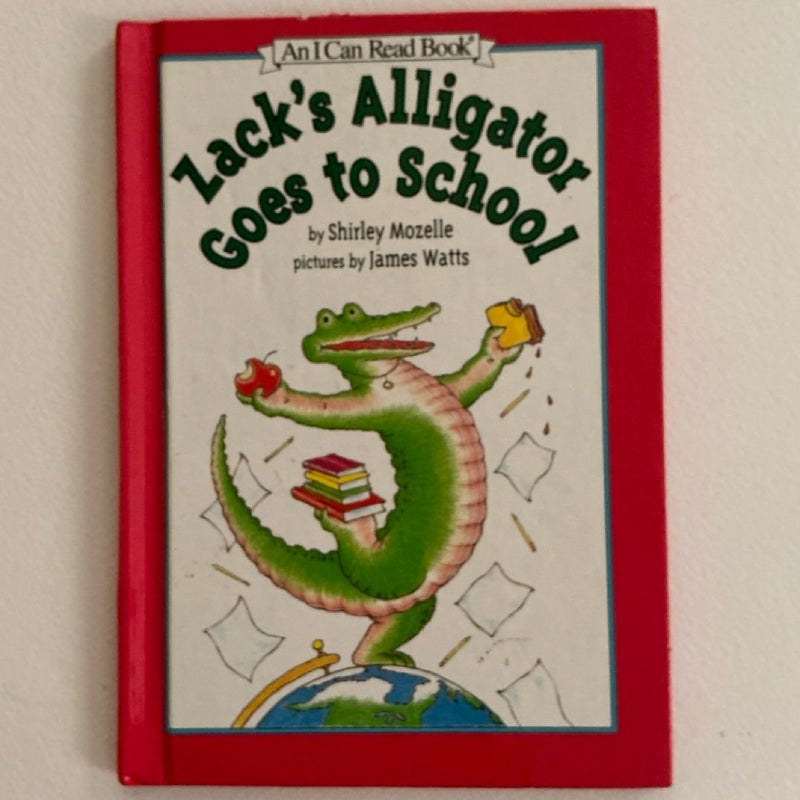 An I Can Read Book®
Zack's Alligator
Goes to School
by Shirley Mozelle
pictures by James Watts